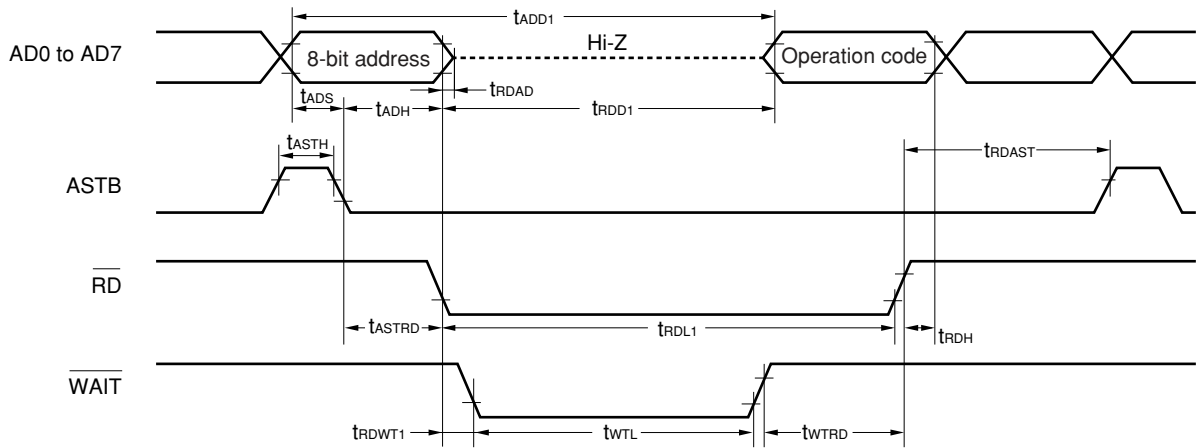 tADD1
AD0 to AD7
8-bit address
Hi-Z
Operation code
tRDAD
tADS
tADH
tRDD1
tASTH
tRDAST
ASTB
RD
tASTRD
tRDL1
tRDH
WAIT
tRDWT1
tWTL
tWTRD